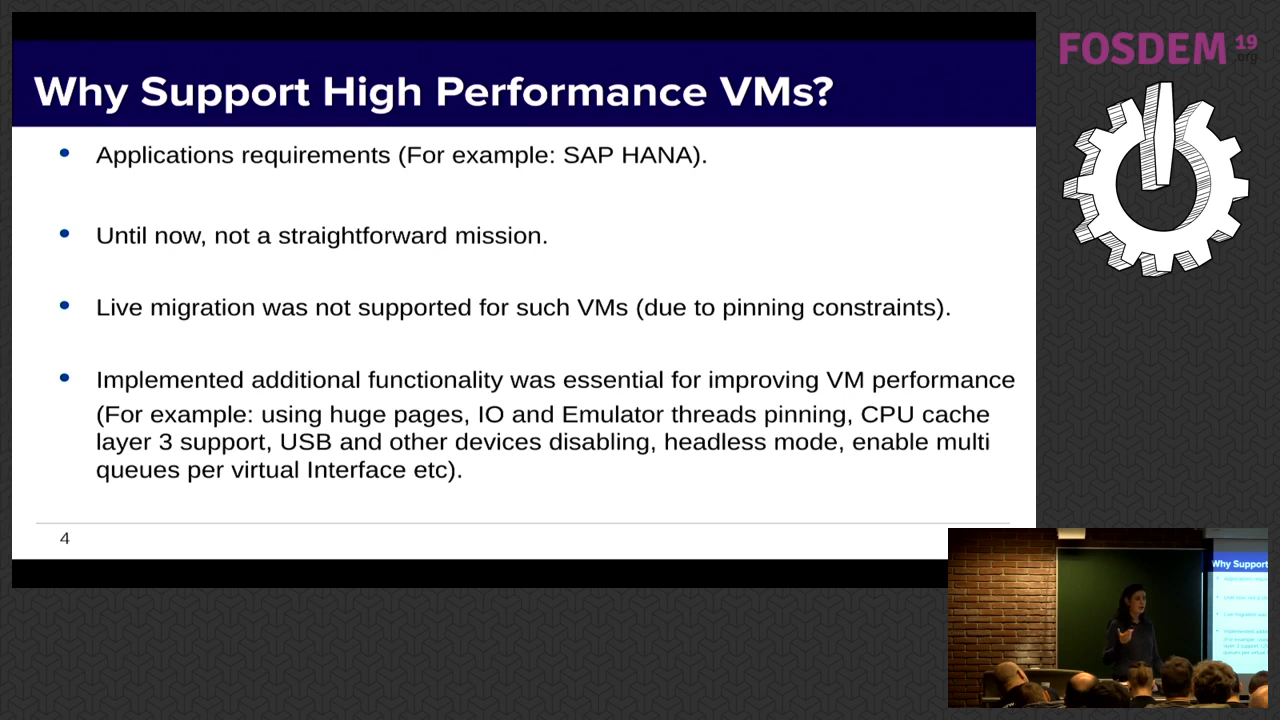 Why Support High Performance VMs?
• Applications requirements (For example: SAP HANA).
• Until now, not a straightforward mission.
• Live migration was not supported for such VMs (due to pinning constraints).
• Implemented additional functionality was essential for improving VM performance
(For example: using huge pages, IO and Emulator threads pinning, CPU cache
layer 3 support, USB and other devices disabling, headless mode, enable multi
queues per virtual Interface etc).
4
FOSDEM 19
.org
Why Support